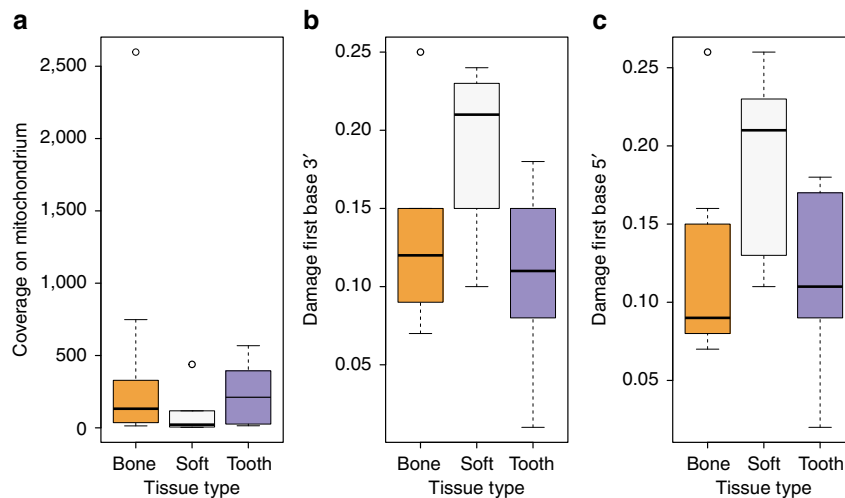 a
Coverage on mitochondrium
2,500
2,000
1,500
1,000
500
0
Bone Soft Tooth
Tissue type
b
Damage first base 3′
0.25
0.20
0.15
0.10
0.05
Bone Soft Tooth
Tissue type
c
Damage first base 5′
0.25
0.20
0.15
0.10
0.05
Bone Soft Tooth
Tissue type